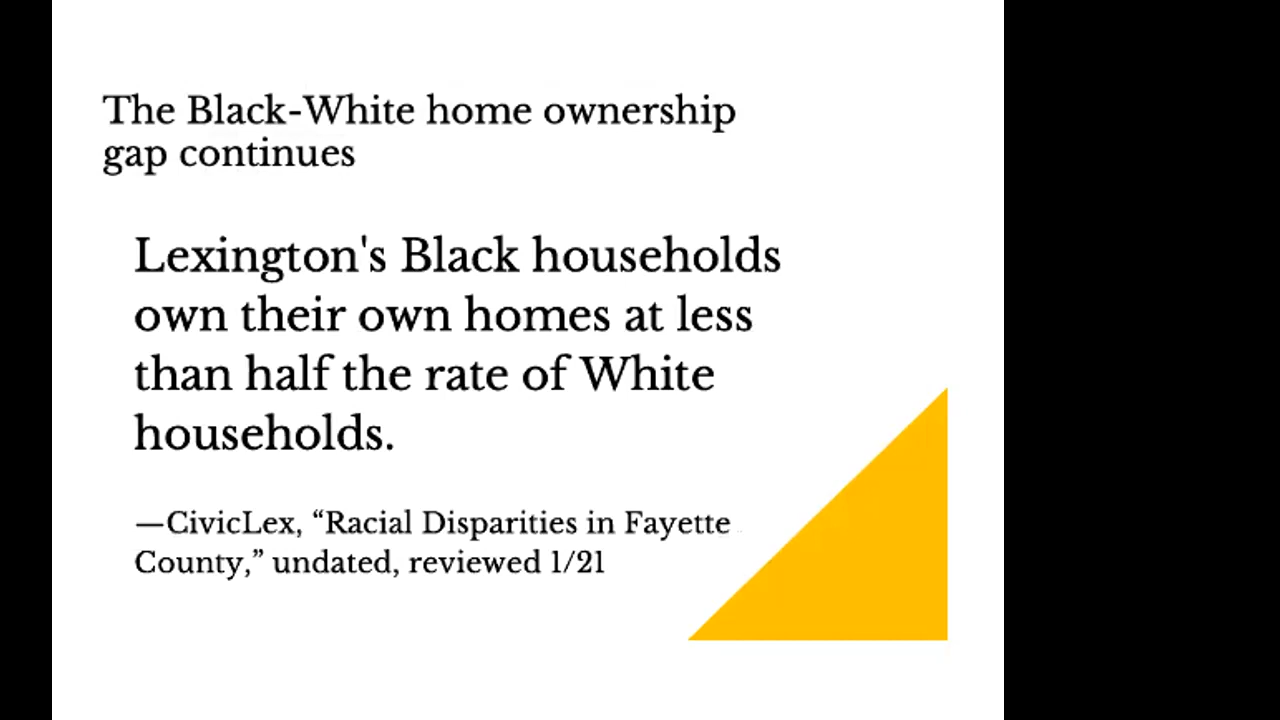 The Black-White home ownership
gap continues
Lexington's Black households
own their own homes at less
than half the rate of White
households.
—CivicLex, “Racial Disparities in Fayette
County,” undated, reviewed 1/21